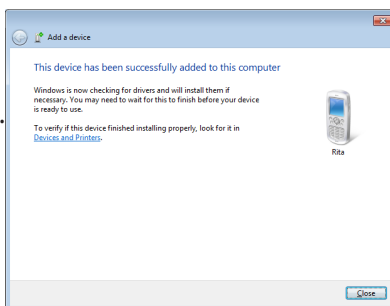 Add a device
This device has been successfully added to this computer
Windows is now checking for drivers and will install them if
necessary. You may need to wait for this to finish before your device
is ready to use.
To verify if this device finished installing properly, look for it in
Devices and Printers.
Rita
Close